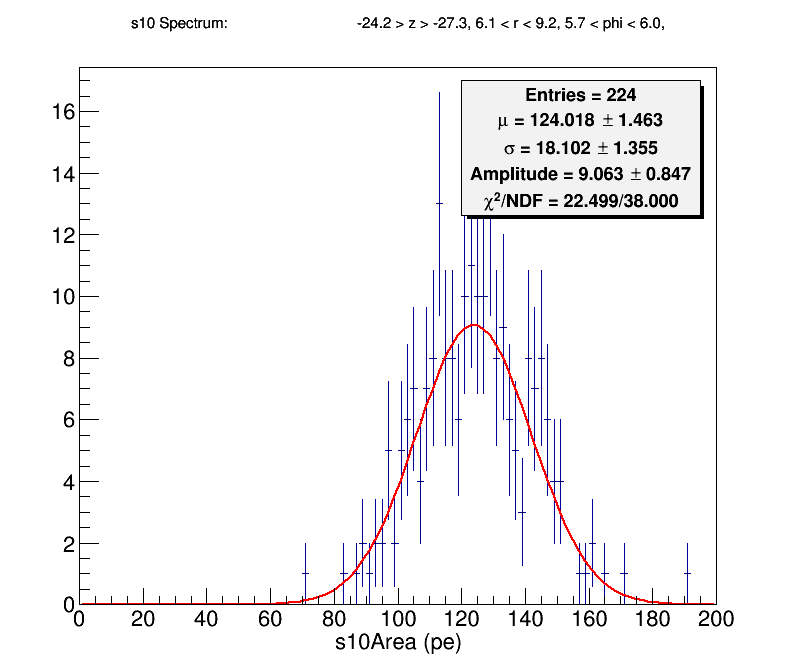 s10 Spectrum: -24.2 > z > -27.3, 6.1 < r < 9.2, 5.7 < phi < 6.0,
Entries = 224
μ = 124.018 ± 1.463
σ = 18.102 ± 1.355
Amplitude = 9.063 ± 0.847
χ²/NDF = 22.499/38.000
16
14
12
10
8
6
4
2
0
0 20 40 60 80 100 120 140 160 180 200
s10Area (pe)